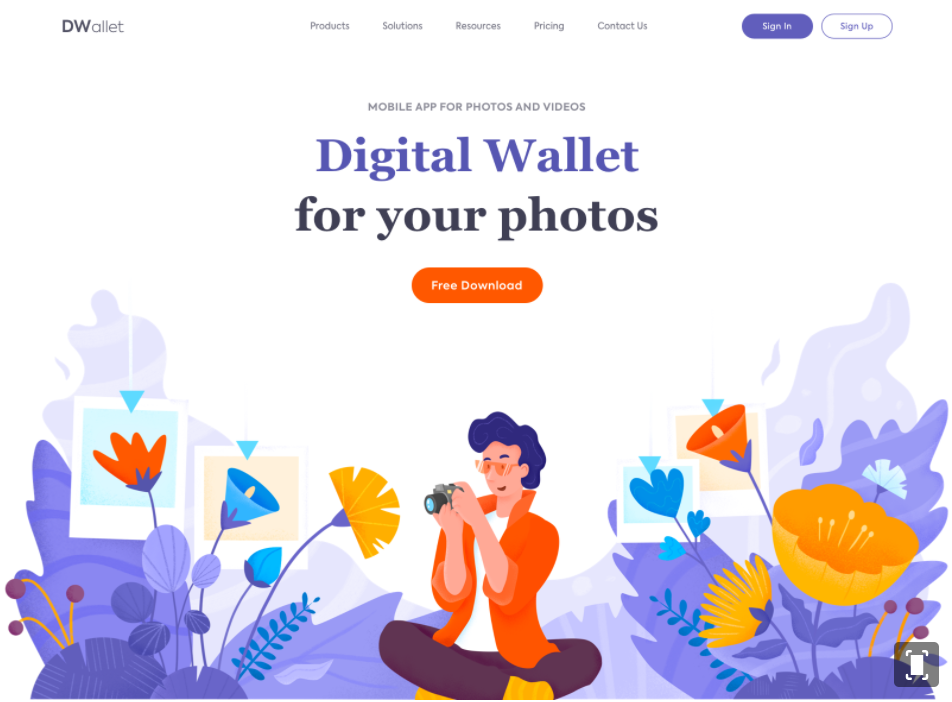 DWallet
Products Solutions Resources Pricing Contact Us
Sign In Sign Up
MOBILE APP FOR PHOTOS AND VIDEOS
Digital Wallet
for your photos
Free Download